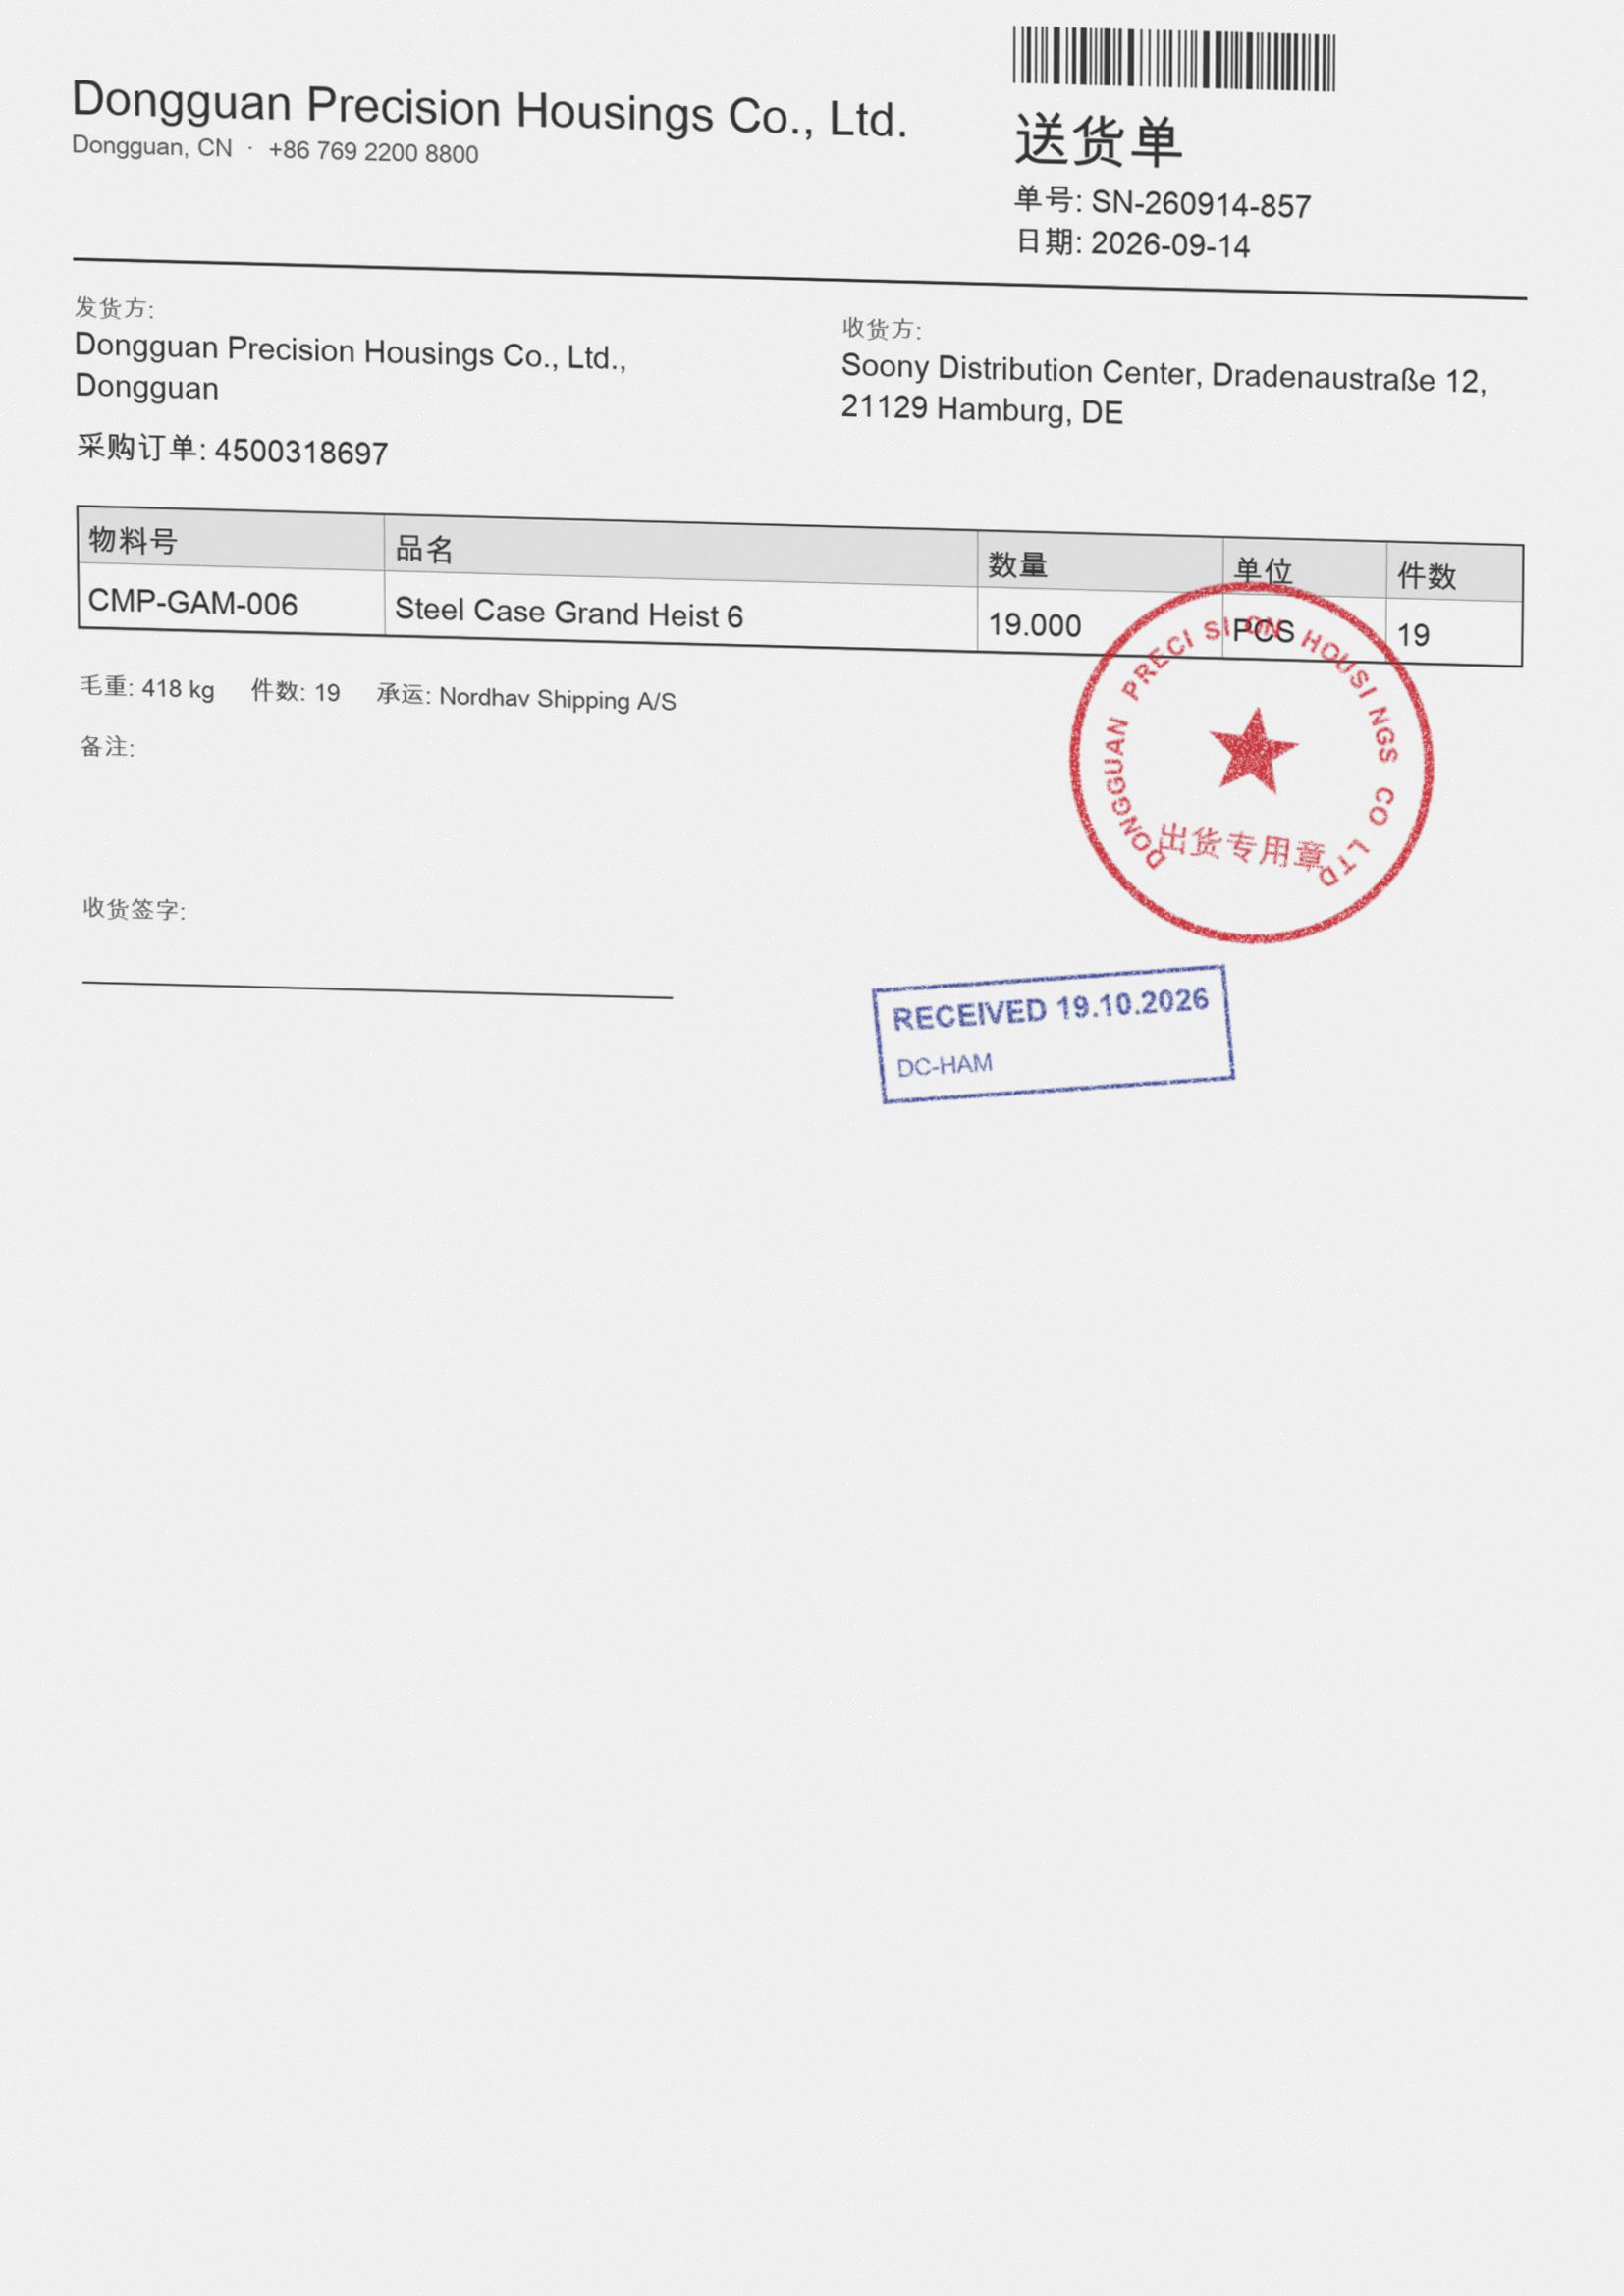 Dongguan Precision Housings Co., Ltd.
Dongguan, CN · +86 769 2200 8800
送货单
单号: SN-260914-857
日期: 2026-09-14
发货方:
Dongguan Precision Housings Co., Ltd.,
Dongguan
收货方:
Soony Distribution Center, Dradenaustraße 12,
21129 Hamburg, DE
采购订单: 4500318697
物料号 品名 数量 单位 件数
CMP-GAM-006 Steel Case Grand Heist 6 19.000 PCS 19
毛重: 418 kg 件数: 19 承运: Nordhav Shipping A/S
备注:
DONGGUAN PRECISION HOUSINGS CO LTD
出货专用章
收货签字:
RECEIVED 19.10.2026
DC-HAM